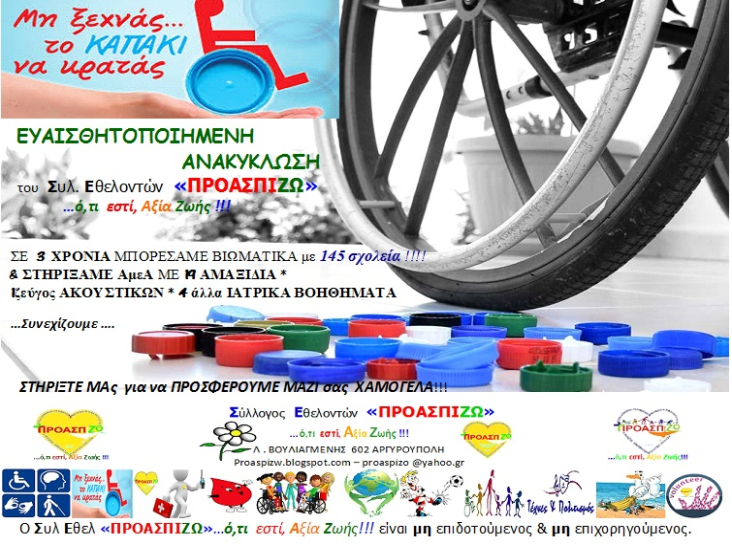 Μη ξεχνάς...
το ΚΑΠΑΚΙ
να κρατάς
ΕΥΑΙΣΘΗΤΟΠΟΙΗΜΕΝΗ
ΑΝΑΚΥΚΛΩΣΗ
του Συλ. Εθελοντών «ΠΡΟΑΣΠΙΖΩ»
...ό,τι εστί, Αξία Ζωής !!!
ΣΕ 3 ΧΡΟΝΙΑ ΜΠΟΡΕΣΑΜΕ ΒΙΩΜΑΤΙΚΑ με 145 σχολεία !!!!
& ΣΤΗΡΙΞΑΜΕ ΑμεΑ ΜΕ ΑΜΑΞΙΔΙΑ *
1ζεύγος ΑΚΟΥΣΤΙΚΩΝ * 4 άλλα ΙΑΤΡΙΚΑ ΒΟΗΘΗΜΑΤΑ
...Συνεχίζουμε ....
ΣΤΗΡΙΞΤΕ ΜΑς για να ΠΡΟΣΦΕΡΟΥΜΕ ΜΑΖΙ σας ΧΑΜΟΓΕΛΑ!!!
Σύλλογος Εθελοντών «ΠΡΟΑΣΠΙΖΩ»
...ό,τι εστί, Αξία Ζωής !!!
Λ. ΒΟΥΛΙΑΓΜΕΝΗΣ 602 ΑΡΓΥΡΟΥΠΟΛΗ
Proaspizw.blogspot.com – proaspizo @yahoo.gr
ΠΡΟΑΣΠΙΖΩ
...ό,τι εστί, Αξία Ζωής !!!
ΠΡΟΑΣΠΙΖΩ
ΠΡΟΑΣΠΙΖΩ
...ό,τι εστί, Αξία Ζωής!!!
Μη ξεχνάς...
το ΚΑΠΑΚΙ
να κρατάς
Τέχνες & Πολιτισμός
volunteer
Ο Συλ Εθελ «ΠΡΟΑΣΠΙΖΩ»...ό,τι εστί, Αξία Ζωής!!! είναι μη επιδοτούμενος & μη επιχορηγούμενος.